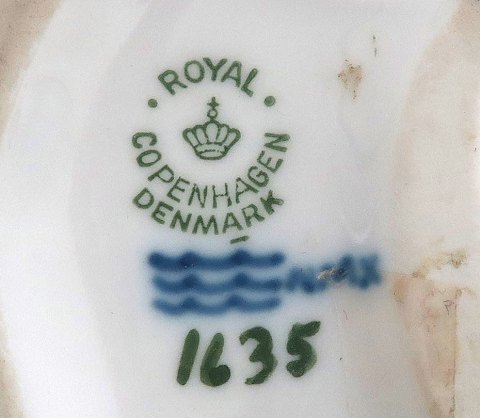 ROYAL
COPENHAGEN
DENMARK
1635